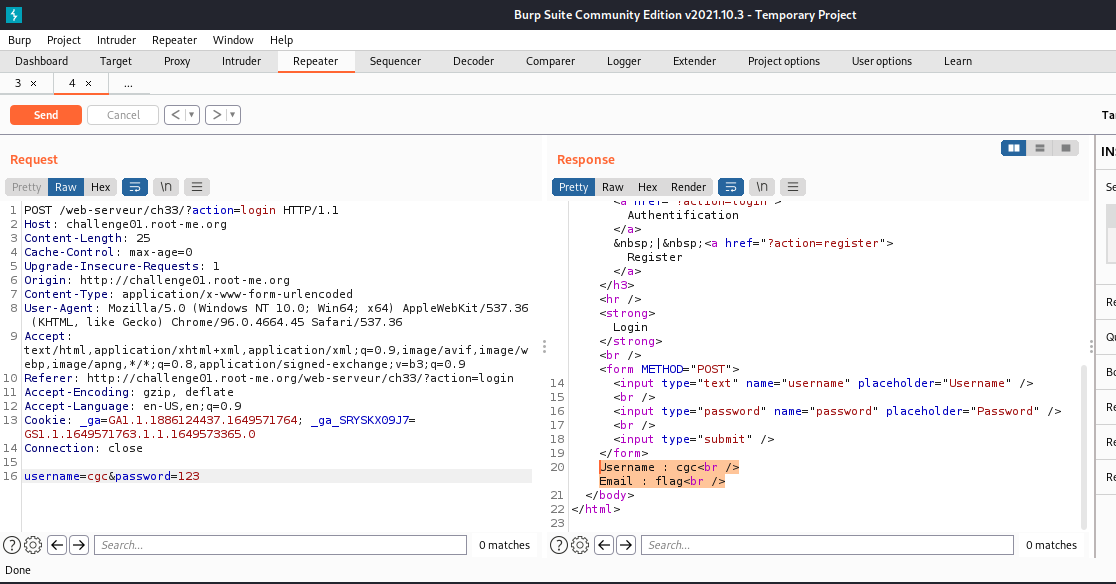 Burp Suite Community Edition v2021.10.3 - Temporary Project
Burp Project Intruder Repeater Window Help
Dashboard Target Proxy Intruder Repeater Sequencer Decoder Comparer Logger Extender Project options User options Learn
3 × 4 × ...
Send Cancel < ▼ > ▼
Request
Pretty Raw Hex \n
1 POST /web-serveur/ch33/?action=login HTTP/1.1
2 Host: challenge01.root-me.org
3 Content-Length: 25
4 Cache-Control: max-age=0
5 Upgrade-Insecure-Requests: 1
6 Origin: http://challenge01.root-me.org
7 Content-Type: application/x-www-form-urlencoded
8 User-Agent: Mozilla/5.0 (Windows NT 10.0; Win64; x64) AppleWebKit/537.36
(KHTML, like Gecko) Chrome/96.0.4664.45 Safari/537.36
9 Accept:
text/html,application/xhtml+xml,application/xml;q=0.9,image/avif,image/w
ebp,image/apng,*/*;q=0.8,application/signed-exchange;v=b3;q=0.9
10 Referer: http://challenge01.root-me.org/web-serveur/ch33/?action=login
11 Accept-Encoding: gzip, deflate
12 Accept-Language: en-US,en;q=0.9
13 Cookie: _ga=GA1.1.1886124437.1649571764; _ga_SRYSKX09J7=
GS1.1.1649571763.1.1.1649573365.0
14 Connection: close
15
16 username=cgc&password=123
Search... 0 matches
Response
Pretty Raw Hex Render \n
<a href="?action=login">
Authentification
</a>
&nbsp;|&nbsp;<a href="?action=register">
Register
</a>
</h3>
<hr />
<strong>
Login
</strong>
<br />
<form METHOD="POST">
14 <input type="text" name="username" placeholder="Username" />
15 <br />
16 <input type="password" name="password" placeholder="Password" />
17 <br />
18 <input type="submit" />
19 </form>
20 Username : cgc<br />
Email : flag<br />
21 </body>
22 </html>
23
Search... 0 matches
Done